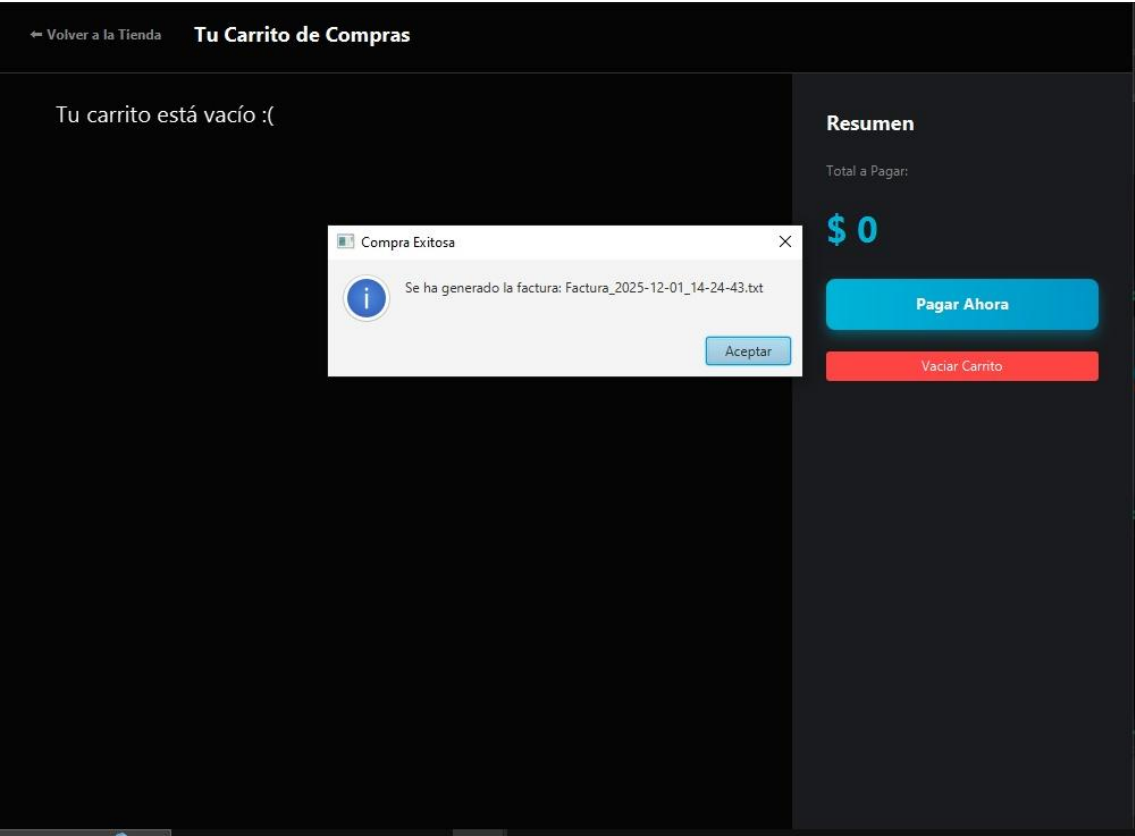 ⬅ Volver a la Tienda Tu Carrito de Compras
Tu carrito está vacío :(
Resumen
Total a Pagar:
$ 0
Pagar Ahora
Vaciar Carrito
Compra Exitosa
Se ha generado la factura: Factura_2025-12-01_14-24-43.txt
Aceptar